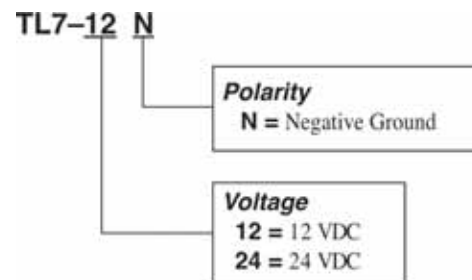 TL7–12 N
Polarity
N = Negative Ground
Voltage
12 = 12 VDC
24 = 24 VDC